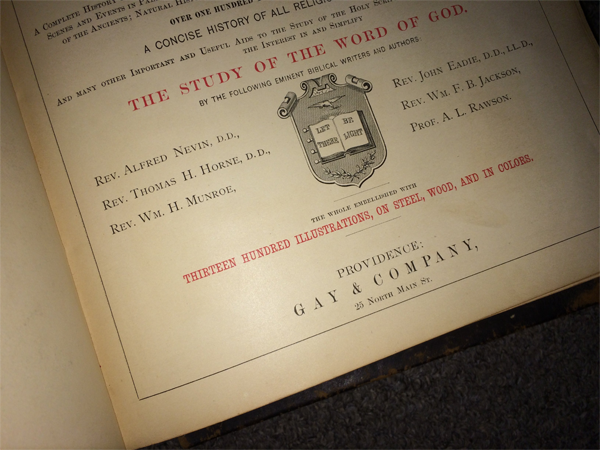 A COMPLETE HISTORY
SCENES AND EVENTS IN
OF THE ANCIENTS; NATURAL
OVER ONE HUNDRED
A CONCISE HISTORY OF ALL
AND MANY OTHER IMPORTANT AND USEFUL AIDS TO THE STUDY OF THE HOLY
THE INTEREST IN AND SIMPLIFY
THE STUDY OF THE WORD OF GOD.
BY THE FOLLOWING EMINENT BIBLICAL WRITERS AND AUTHORS:
REV. ALFRED NEVIN, D.D.,
REV. THOMAS H. HORNE, D.D.,
REV. WM. H. MUNROE,
LET THERE
BE LIGHT
REV. JOHN EADIE, D.D., LL.D.,
REV. WM. F. B. JACKSON,
PROF. A. L. RAWSON.
THE WHOLE EMBELLISHED WITH
THIRTEEN HUNDRED ILLUSTRATIONS, ON STEEL, WOOD, AND IN COLORS.
PROVIDENCE:
GAY & COMPANY,
25 NORTH MAIN ST.